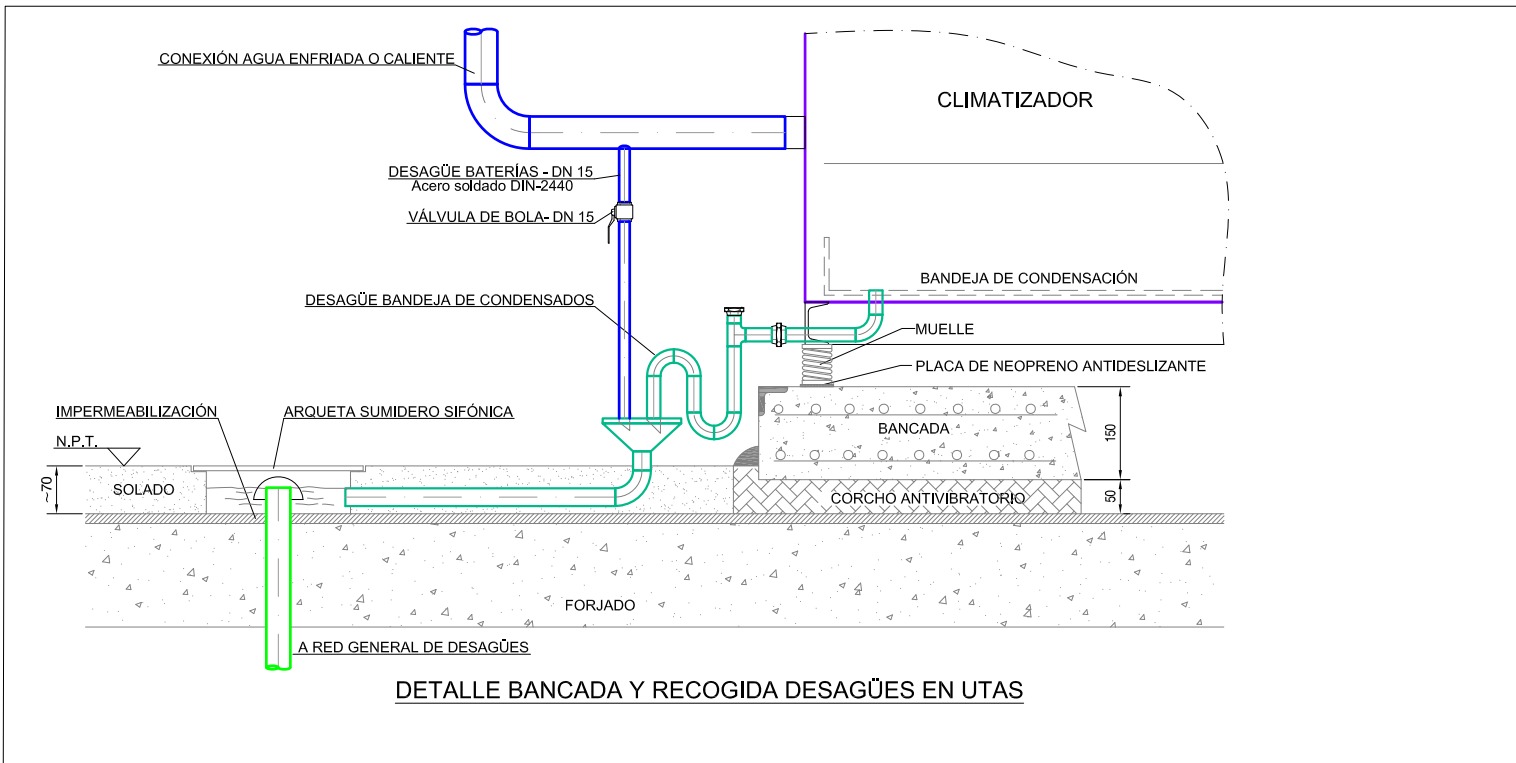 CONEXIÓN AGUA ENFRIADA O CALIENTE
CLIMATIZADOR
DESAGÜE BATERÍAS - DN 15
Acero soldado DIN-2440
VÁLVULA DE BOLA- DN 15
BANDEJA DE CONDENSACIÓN
DESAGÜE BANDEJA DE CONDENSADOS
MUELLE
PLACA DE NEOPRENO ANTIDESLIZANTE
IMPERMEABILIZACIÓN
ARQUETA SUMIDERO SIFÓNICA
N.P.T.
BANCADA
150
~70
SOLADO
CORCHO ANTIVIBRATORIO
50
FORJADO
A RED GENERAL DE DESAGÜES
DETALLE BANCADA Y RECOGIDA DESAGÜES EN UTAS